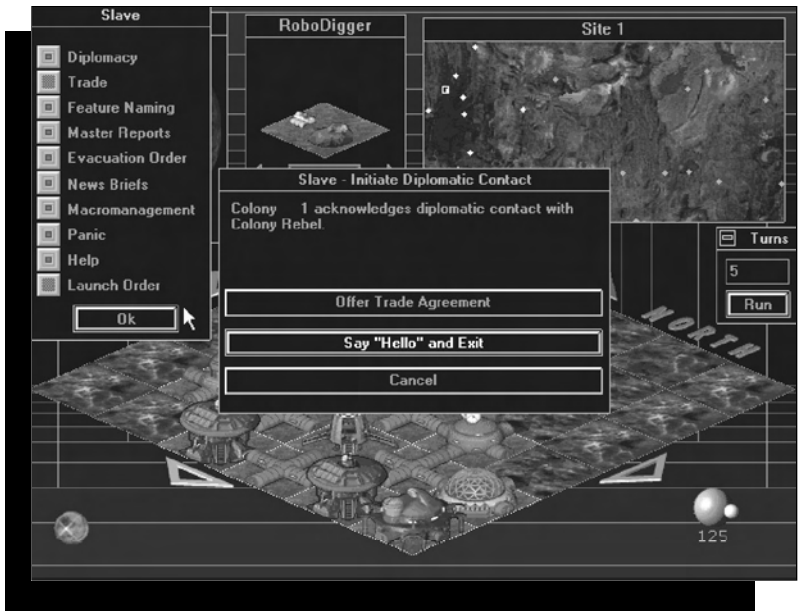 Slave
Diplomacy
Trade
Feature Naming
Master Reports
Evacuation Order
News Briefs
Macromanagement
Panic
Help
Launch Order
Ok
RoboDigger
Site 1
Slave - Initiate Diplomatic Contact
Colony 1 acknowledges diplomatic contact with
Colony Rebel.
Offer Trade Agreement
Say "Hello" and Exit
Cancel
Turns
5
Run
NORTH
125